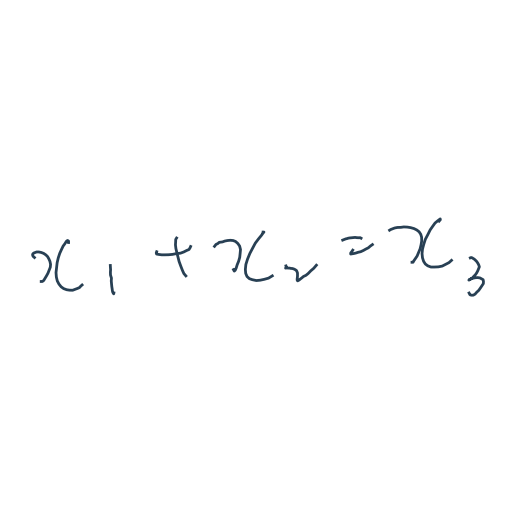 x₁ + x₂ = x₃